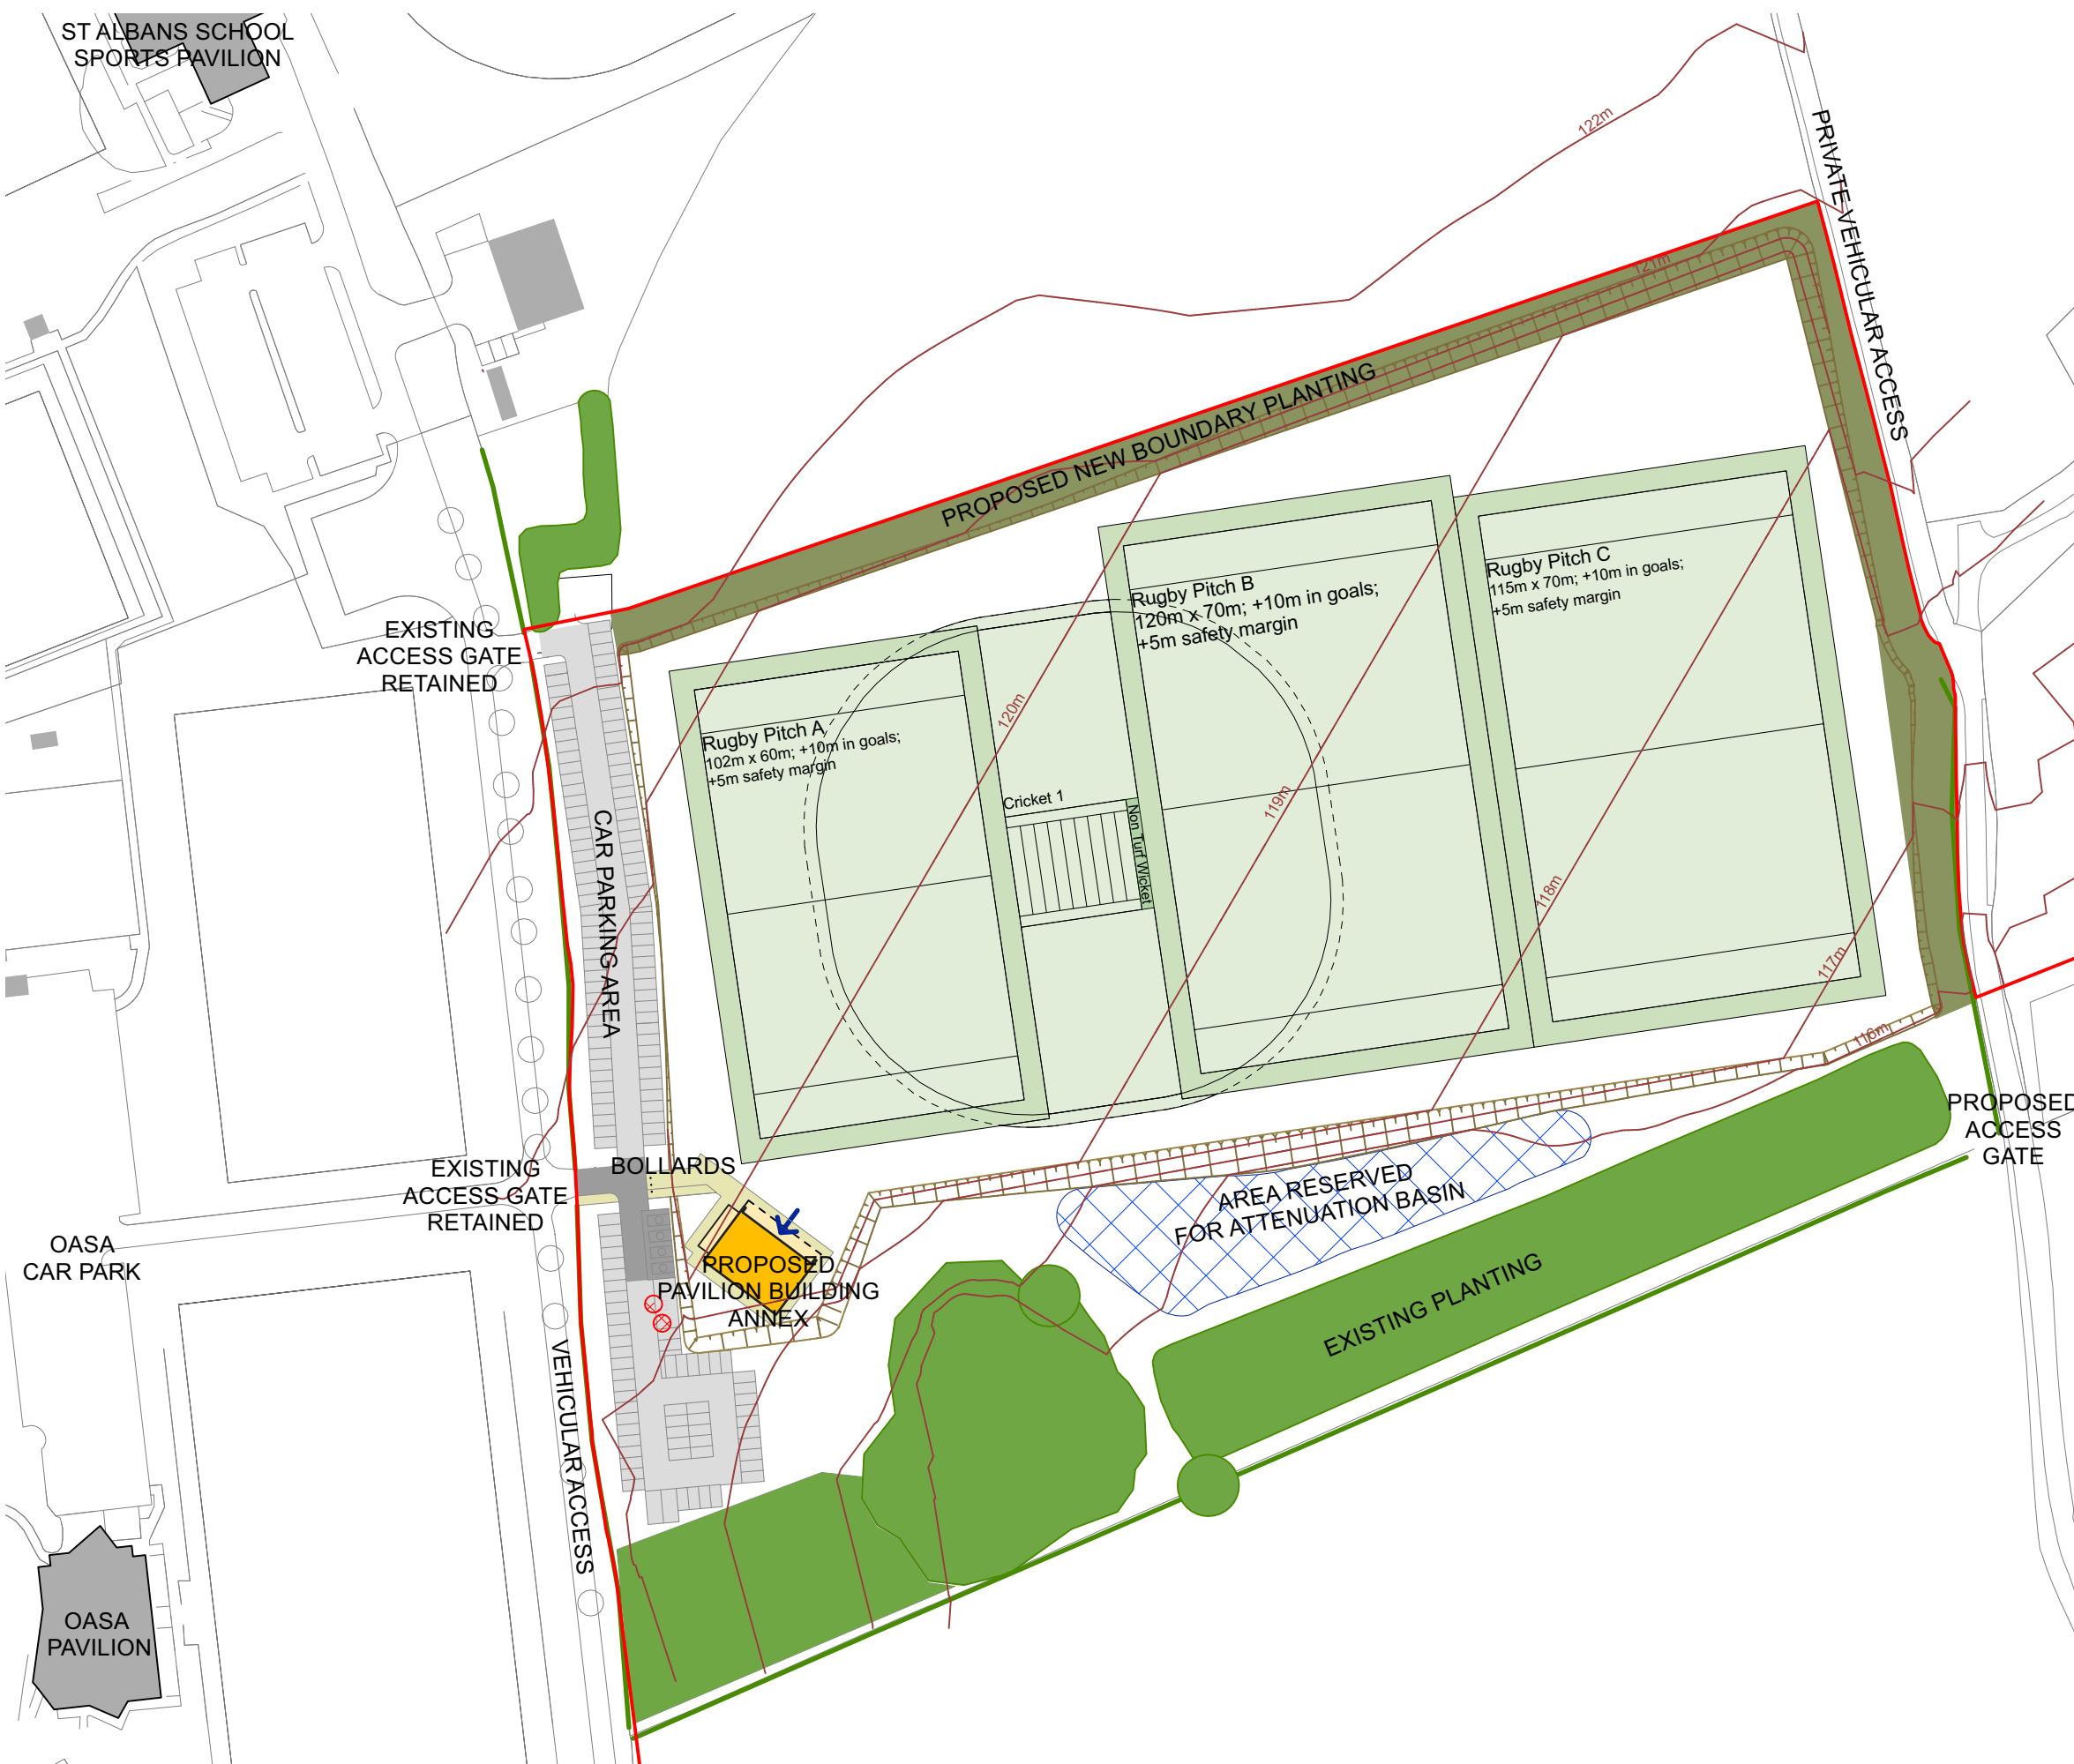 ST ALBANS SCHOOL
SPORTS PAVILION
122m
PRIVATE VEHICULAR ACCESS
121m
PROPOSED NEW BOUNDARY PLANTING
EXISTING
ACCESS GATE
RETAINED
Rugby Pitch A
102m x 60m; +10m in goals;
+5m safety margin
Rugby Pitch B
120m x 70m; +10m in goals;
+5m safety margin
Rugby Pitch C
115m x 70m; +10m in goals;
+5m safety margin
120m
119m
118m
117m
116m
Cricket 1
Non Turf Wicket
CAR PARKING AREA
BOLLARDS
EXISTING
ACCESS GATE
RETAINED
PROPOSED
ACCESS
GATE
AREA RESERVED
FOR ATTENUATION BASIN
OASA
CAR PARK
PROPOSED
PAVILION BUILDING
ANNEX
EXISTING PLANTING
VEHICULAR ACCESS
OASA
PAVILION